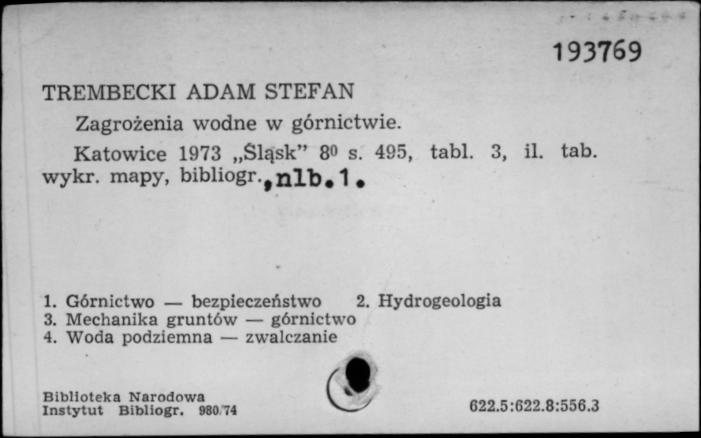 193769
TREMBECKI ADAM STEFAN
Zagrożenia wodne w górnictwie.
Katowice 1973 „Śląsk” 8⁰ s. 495, tabl. 3, il. tab.
wykr. mapy, bibliogr., nlb. 1.
1. Górnictwo — bezpieczeństwo 2. Hydrogeologia
3. Mechanika gruntów — górnictwo
4. Woda podziemna — zwalczanie
Biblioteka Narodowa
Instytut Bibliogr. 980/74 622.5:622.8:556.3